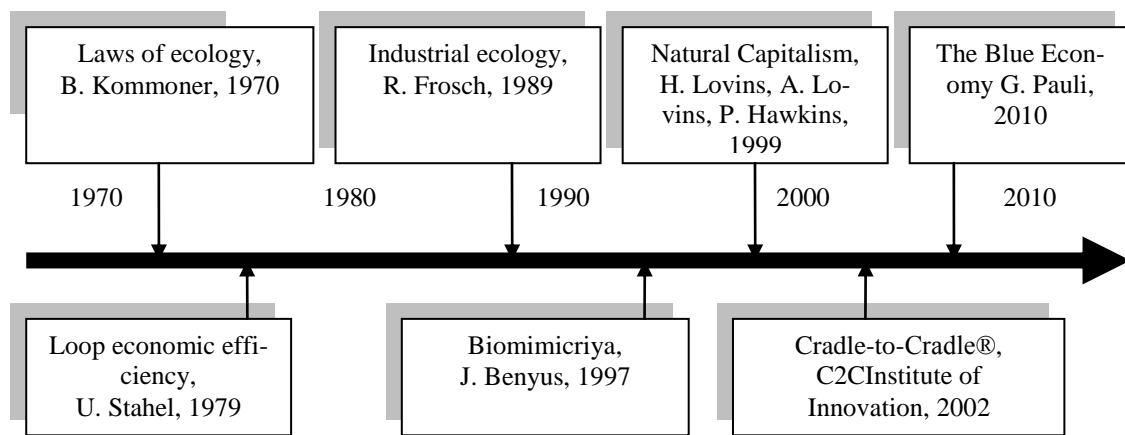 Laws of ecology,
B. Kommoner, 1970
Industrial ecology,
R. Frosch, 1989
Natural Capitalism,
H. Lovins, A. Lo-
vins, P. Hawkins,
1999
The Blue Econ-
omy G. Pauli,
2010
1970
1980
1990
2000
2010
Loop economic effi-
ciency,
U. Stahel, 1979
Biomimicriya,
J. Benyus, 1997
Cradle-to-Cradle®,
C2CInstitute of
Innovation, 2002